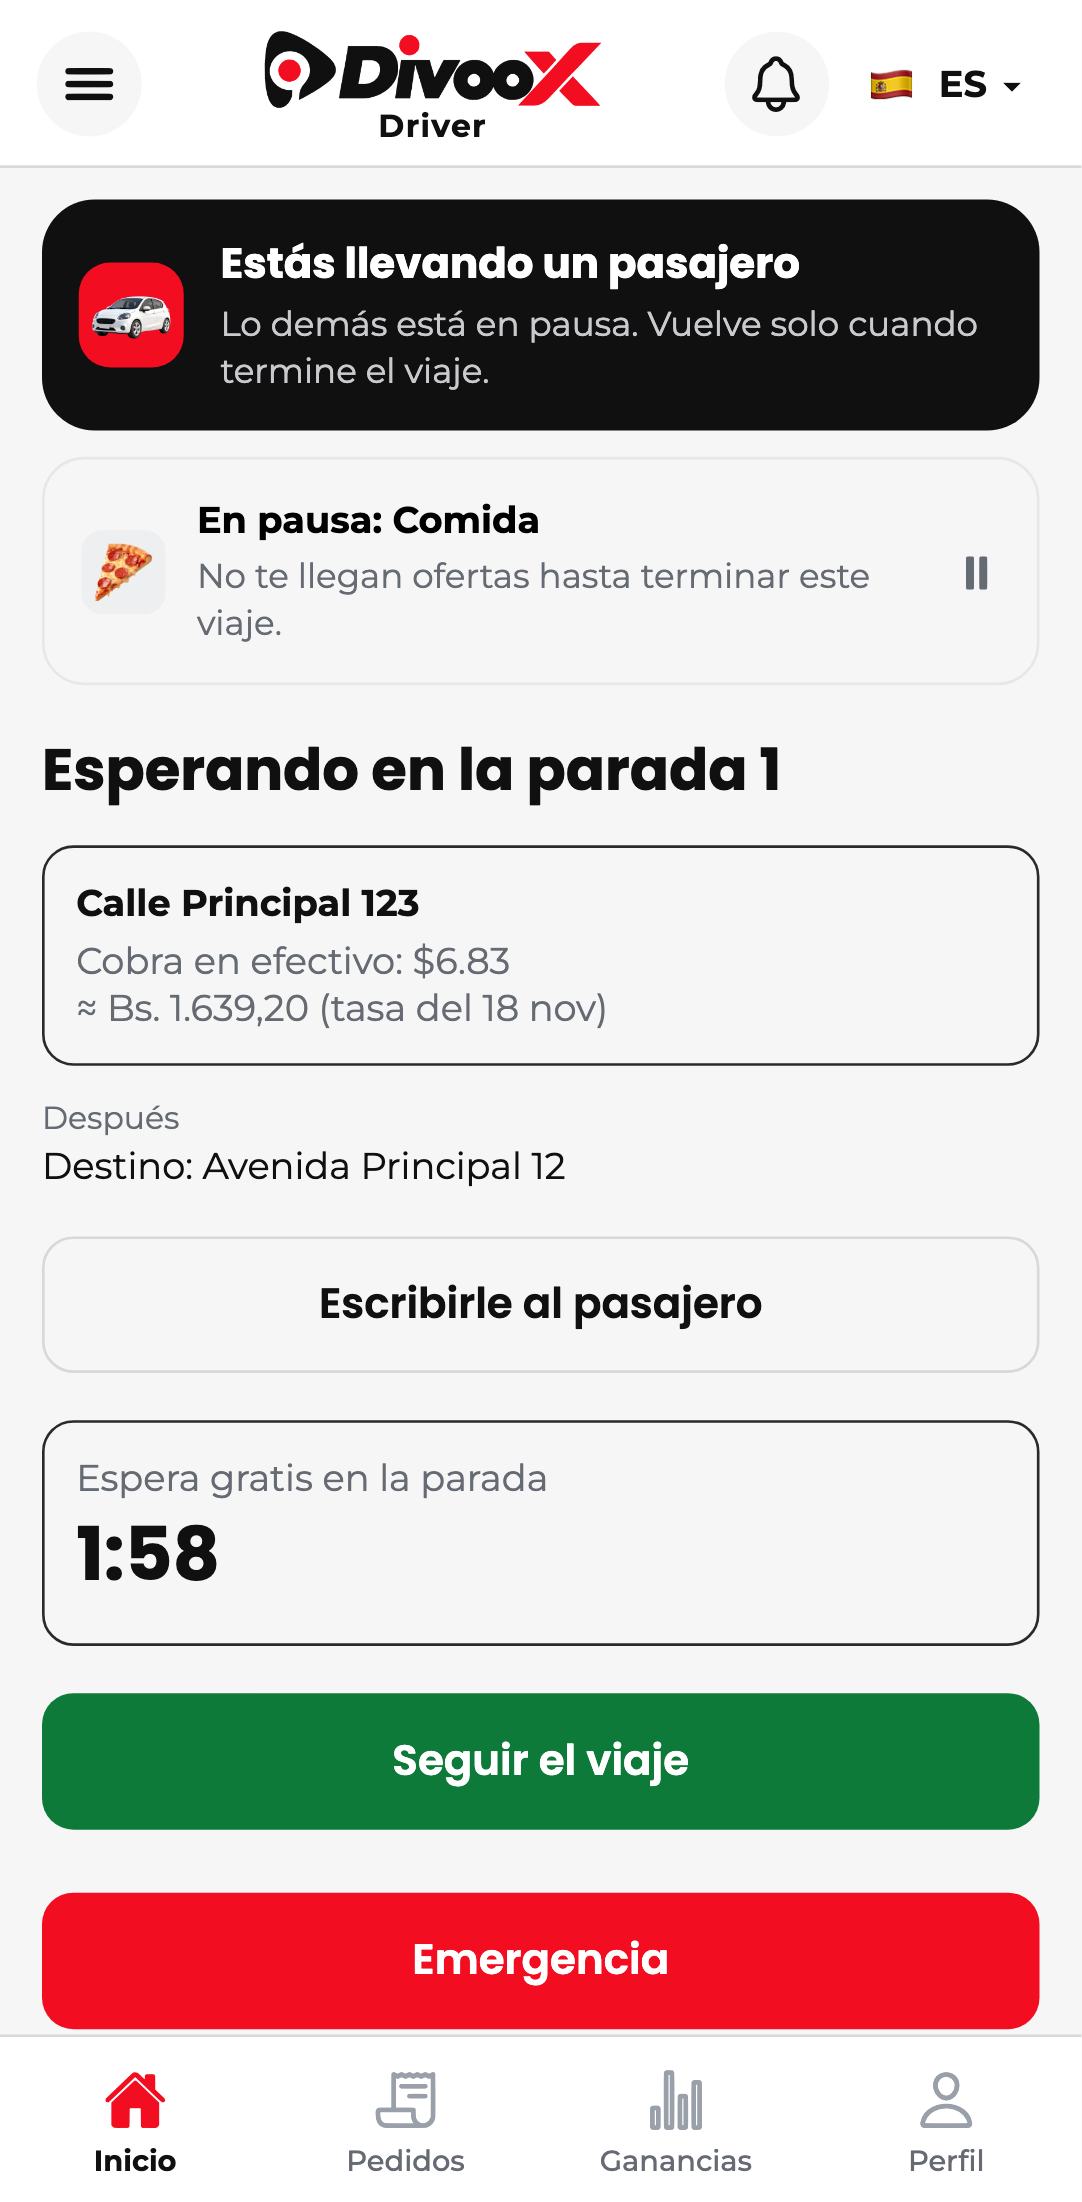 DivooX
Driver
ES
Estás llevando un pasajero
Lo demás está en pausa. Vuelve solo cuando
termine el viaje.
En pausa: Comida
No te llegan ofertas hasta terminar este
viaje.
Esperando en la parada 1
Calle Principal 123
Cobra en efectivo: $6.83
≈ Bs. 1.639,20 (tasa del 18 nov)
Después
Destino: Avenida Principal 12
Escribirle al pasajero
Espera gratis en la parada
1:58
Seguir el viaje
Emergencia
Inicio
Pedidos
Ganancias
Perfil